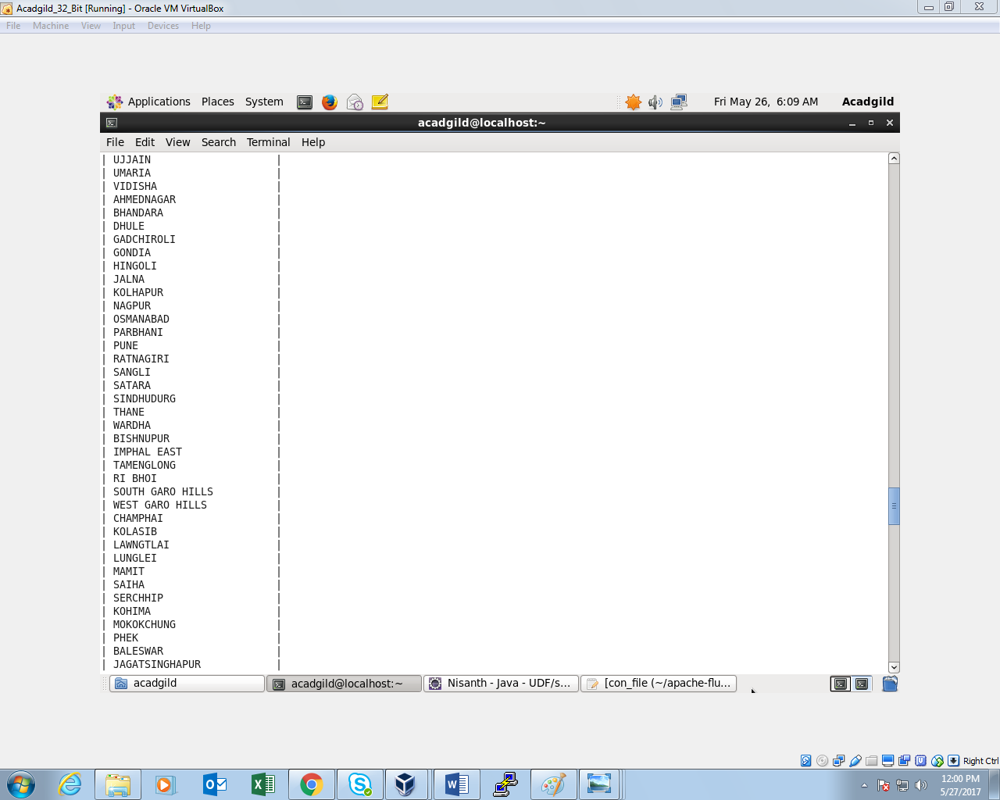 Acadgild_32_Bit [Running] - Oracle VM VirtualBox
File Machine View Input Devices Help
Applications Places System Fri May 26, 6:09 AM Acadgild
acadgild@localhost:~
File Edit View Search Terminal Help
| UJJAIN |
| UMARIA |
| VIDISHA |
| AHMEDNAGAR |
| BHANDARA |
| DHULE |
| GADCHIROLI |
| GONDIA |
| HINGOLI |
| JALNA |
| KOLHAPUR |
| NAGPUR |
| OSMANABAD |
| PARBHANI |
| PUNE |
| RATNAGIRI |
| SANGLI |
| SATARA |
| SINDHUDURG |
| THANE |
| WARDHA |
| BISHNUPUR |
| IMPHAL EAST |
| TAMENGLONG |
| RI BHOI |
| SOUTH GARO HILLS |
| WEST GARO HILLS |
| CHAMPHAI |
| KOLASIB |
| LAWNGTLAI |
| LUNGLEI |
| MAMIT |
| SAIHA |
| SERCHHIP |
| KOHIMA |
| MOKOKCHUNG |
| PHEK |
| BALESWAR |
| JAGATSINGHAPUR |
acadgild acadgild@localhost:~ Nisanth - Java - UDF/s... [con_file (~/apache-flu...
Right Ctrl
12:00 PM
5/27/2017